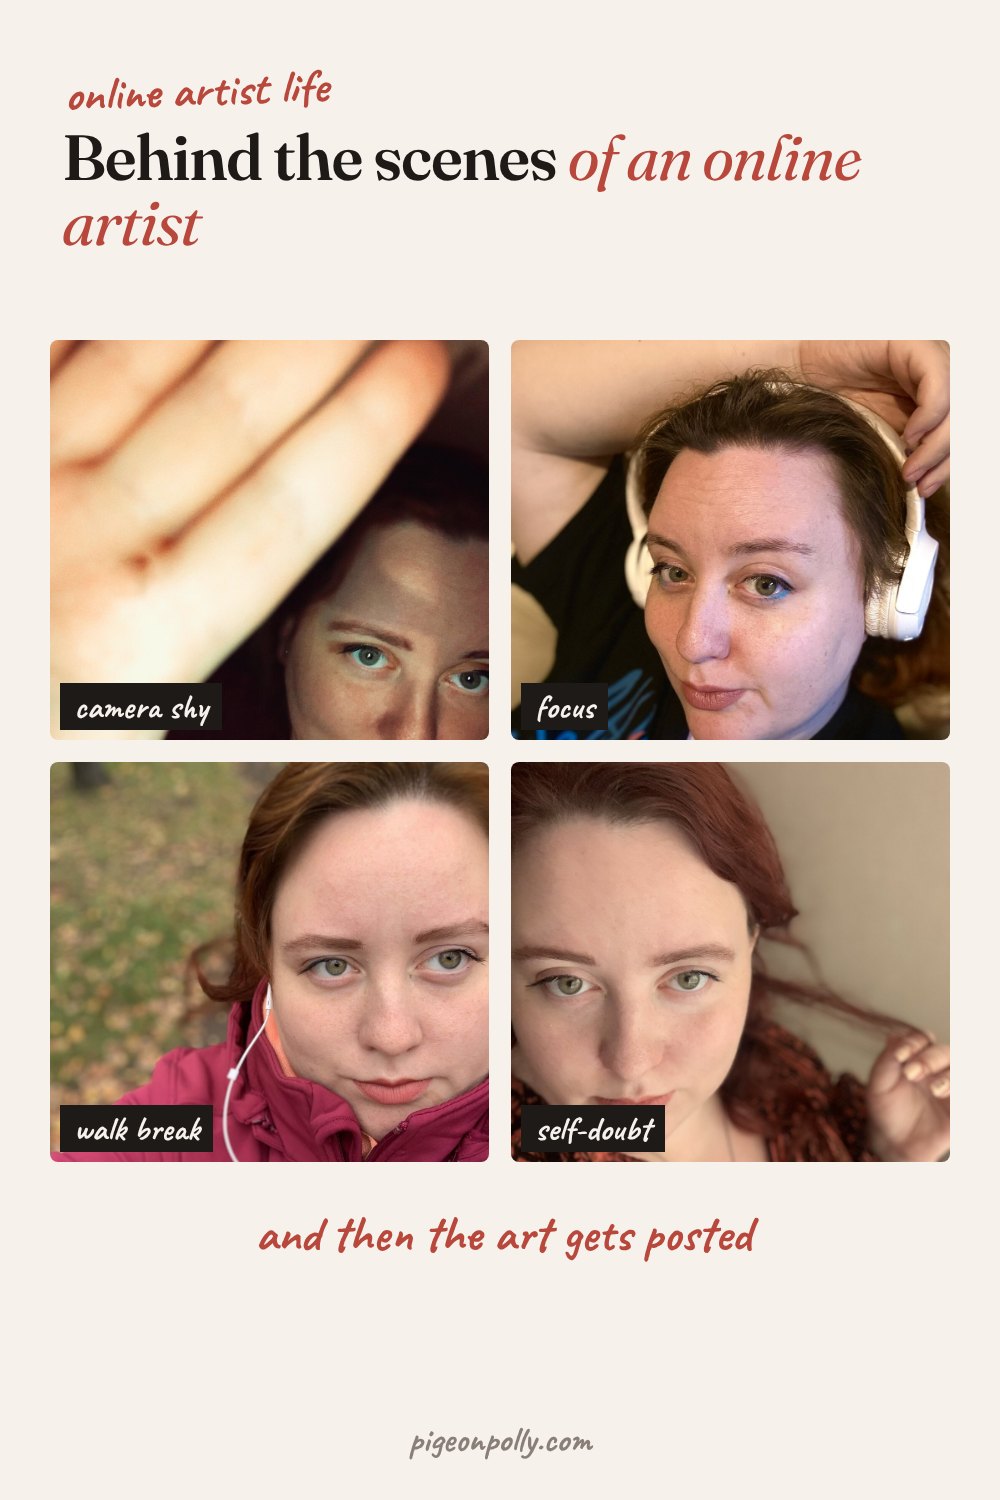 online artist life
Behind the scenes of an online
artist
camera shy
focus
walk break
self-doubt
and then the art gets posted
pigeonpolly.com